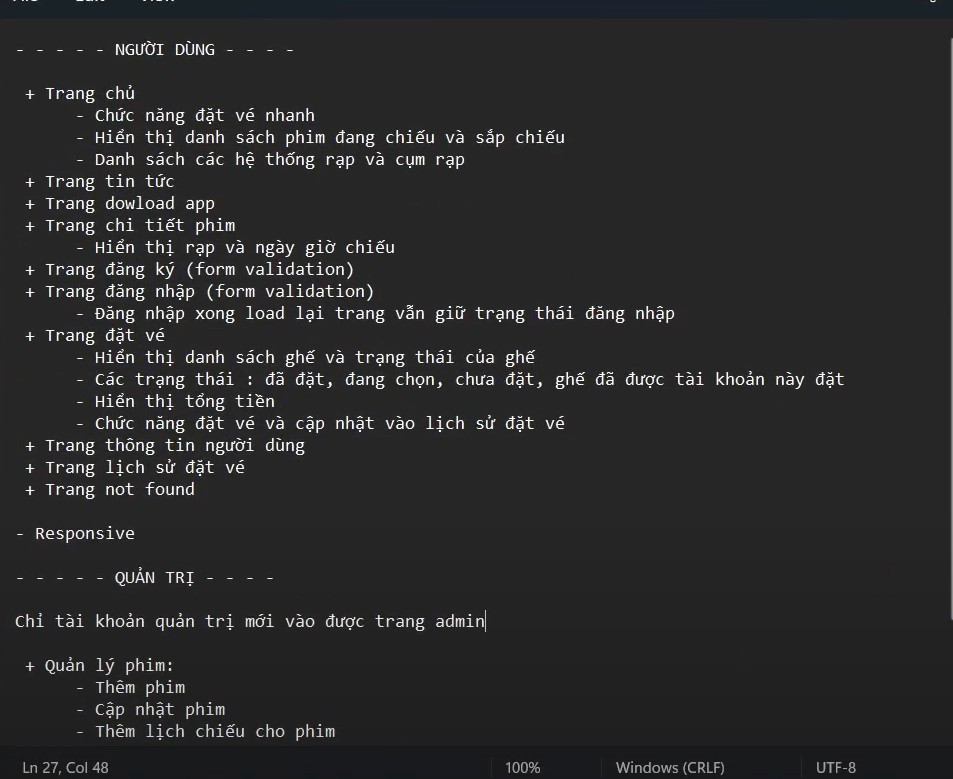 - - - - - NGƯỜI DÙNG - - - -
+ Trang chủ
- Chức năng đặt vé nhanh
- Hiển thị danh sách phim đang chiếu và sắp chiếu
- Danh sách các hệ thống rạp và cụm rạp
+ Trang tin tức
+ Trang dowload app
+ Trang chi tiết phim
- Hiển thị rạp và ngày giờ chiếu
+ Trang đăng ký (form validation)
+ Trang đăng nhập (form validation)
- Đăng nhập xong load lại trang vẫn giữ trạng thái đăng nhập
+ Trang đặt vé
- Hiển thị danh sách ghế và trạng thái của ghế
- Các trạng thái : đã đặt, đang chọn, chưa đặt, ghế đã được tài khoản này đặt
- Hiển thị tổng tiền
- Chức năng đặt vé và cập nhật vào lịch sử đặt vé
+ Trang thông tin người dùng
+ Trang lịch sử đặt vé
+ Trang not found
- Responsive
- - - - - QUẢN TRỊ - - - -
Chỉ tài khoản quản trị mới vào được trang admin
+ Quản lý phim:
- Thêm phim
- Cập nhật phim
- Thêm lịch chiếu cho phim
Ln 27, Col 48 100% Windows (CRLF) UTF-8